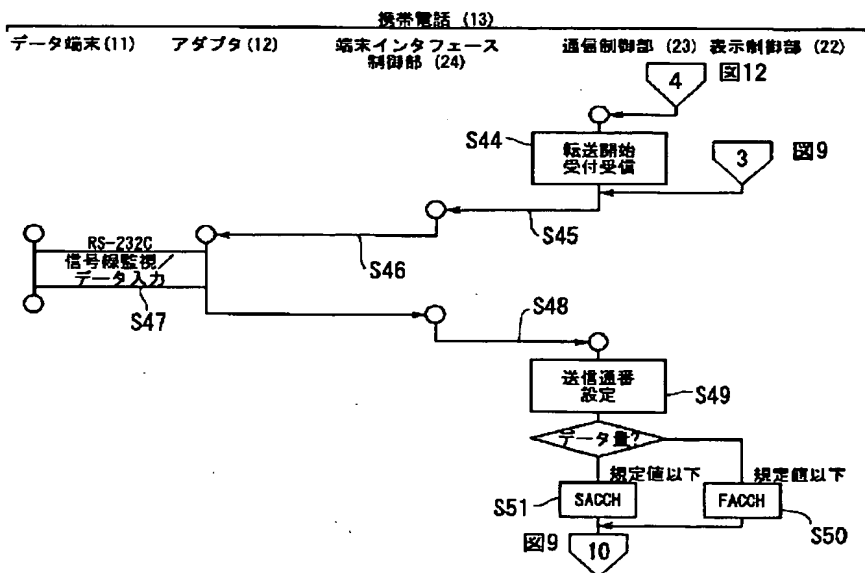 携帯電話 (13)
データ端末(11) アダプタ(12) 端末インタフェース 通信制御部 (23) 表示制御部 (22)
制御部 (24)
4 図12
S44 転送開始
受付受信
3 図9
S45
RS-232C
S46
信号線監視/
データ入力
S47
S48
送信通番
設定
S49
データ量?
規定値以下 規定値以下
S51 SACCH FACCH S50
図9 10